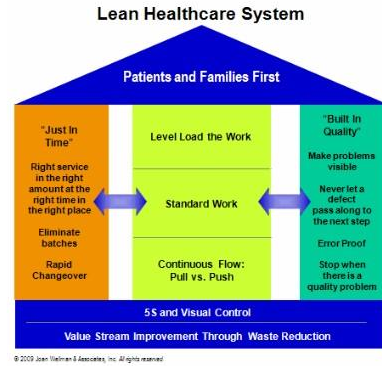 Lean Healthcare System
Patients and Families First
"Just In
Time"
Right service
in the right
amount at the
right time in
the right place
Eliminate
batches
Rapid
Changeover
Level Load the Work
Standard Work
Continuous Flow:
Pull vs. Push
"Built In
Quality"
Make problems
visible
Never let a
defect
pass along to
the next step
Error Proof
Stop when
there is a
quality problem
5S and Visual Control
Value Stream Improvement Through Waste Reduction
© 2009 Joan Wellman & Associates, Inc. All rights reserved